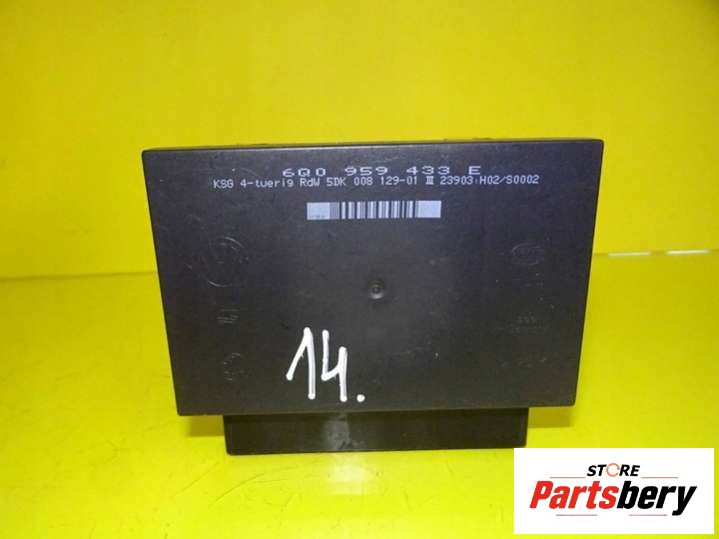 6Q0 959 433 E
KSG 4-tuerig RdW 5DK 008 129-01 III 23903 H02/S0002
14.
STORE
Partsbery